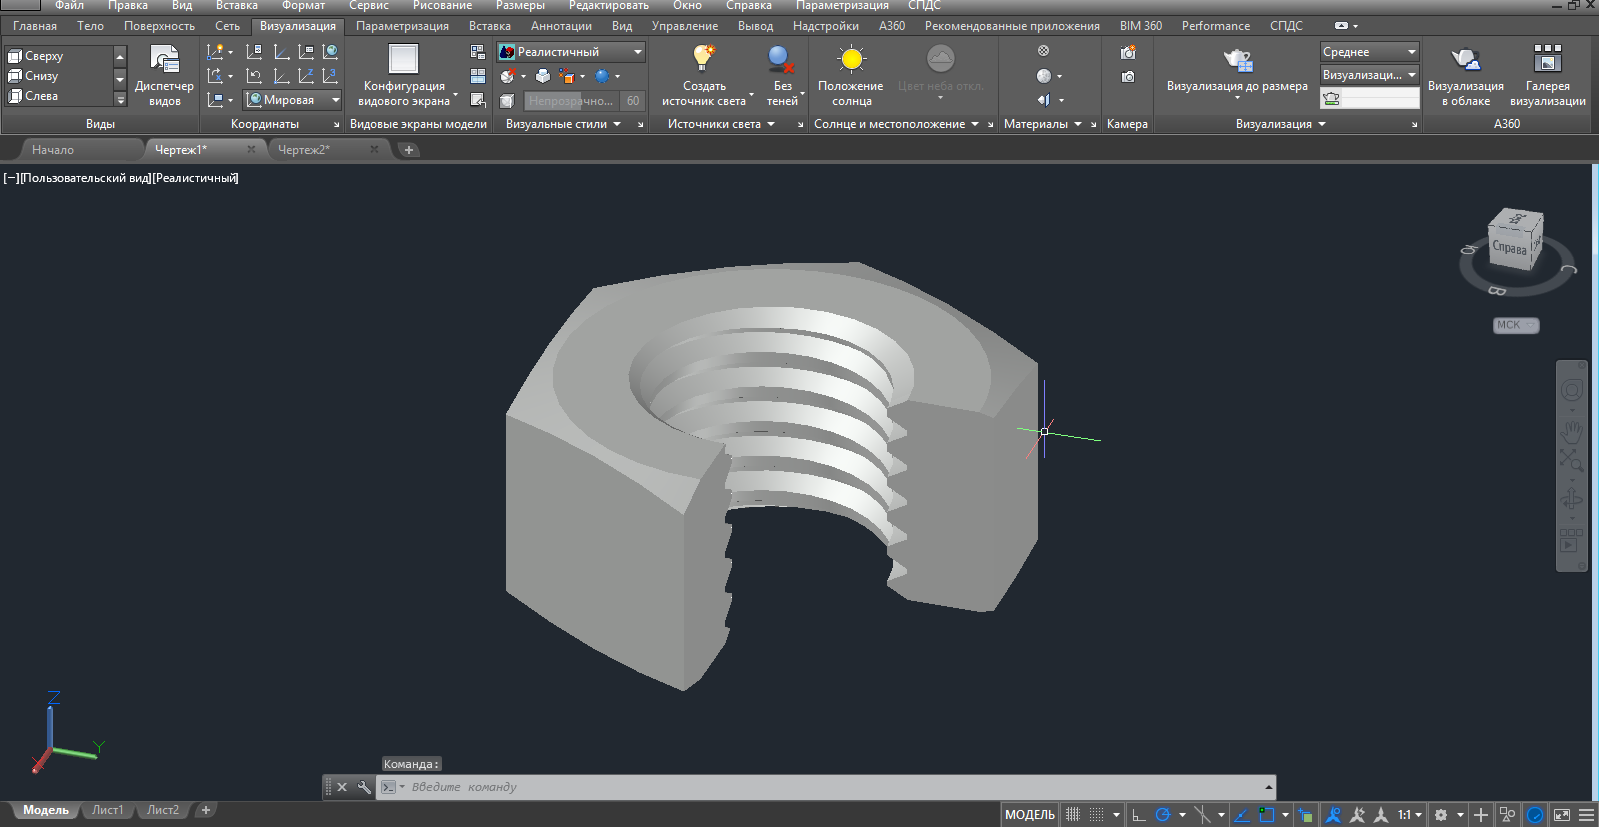 Файл Правка Вид Вставка Формат Сервис Рисование Размеры Редактировать Окно Справка Параметризация СПДС
Главная Тело Поверхность Сеть Визуализация Параметризация Вставка Аннотации Вид Управление Вывод Надстройки A360 Рекомендованные приложения BIM 360 Performance СПДС
Сверху
Снизу
Слева
Диспетчер
видов
Мировая
Конфигурация
видового экрана
Реалистичный
Непрозрачно... 60
Создать
источник света
Без
теней
Положение
солнца
Цвет неба откл.
Визуализация до размера
Среднее
Визуализаци...
Визуализация
в облаке
Галерея
визуализации
Виды Координаты Видовые экраны модели Визуальные стили Источники света Солнце и местоположение Материалы Камера Визуализация A360
Начало Чертеж1* Чертеж2*
[−][Пользовательский вид][Реалистичный]
Справа
Ю
С
В
МСК
Z
Y
X
Команда:
Введите команду
Модель Лист1 Лист2
МОДЕЛЬ 1:1